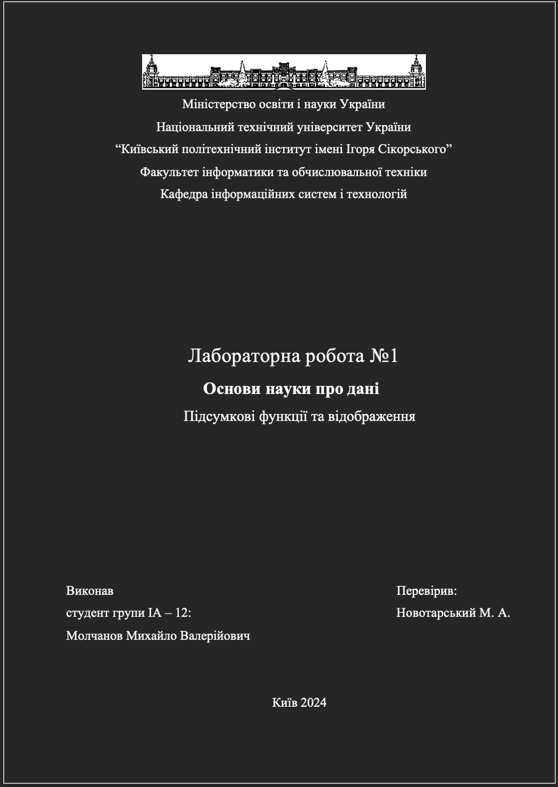 Міністерство освіти і науки України
Національний технічний університет України
“Київський політехнічний інститут імені Ігоря Сікорського”
Факультет інформатики та обчислювальної техніки
Кафедра інформаційних систем і технологій
Лабораторна робота №1
Основи науки про дані
Підсумкові функції та відображення
Виконав
студент групи ІА – 12:
Молчанов Михайло Валерійович
Перевірив:
Новотарський М. А.
Київ 2024